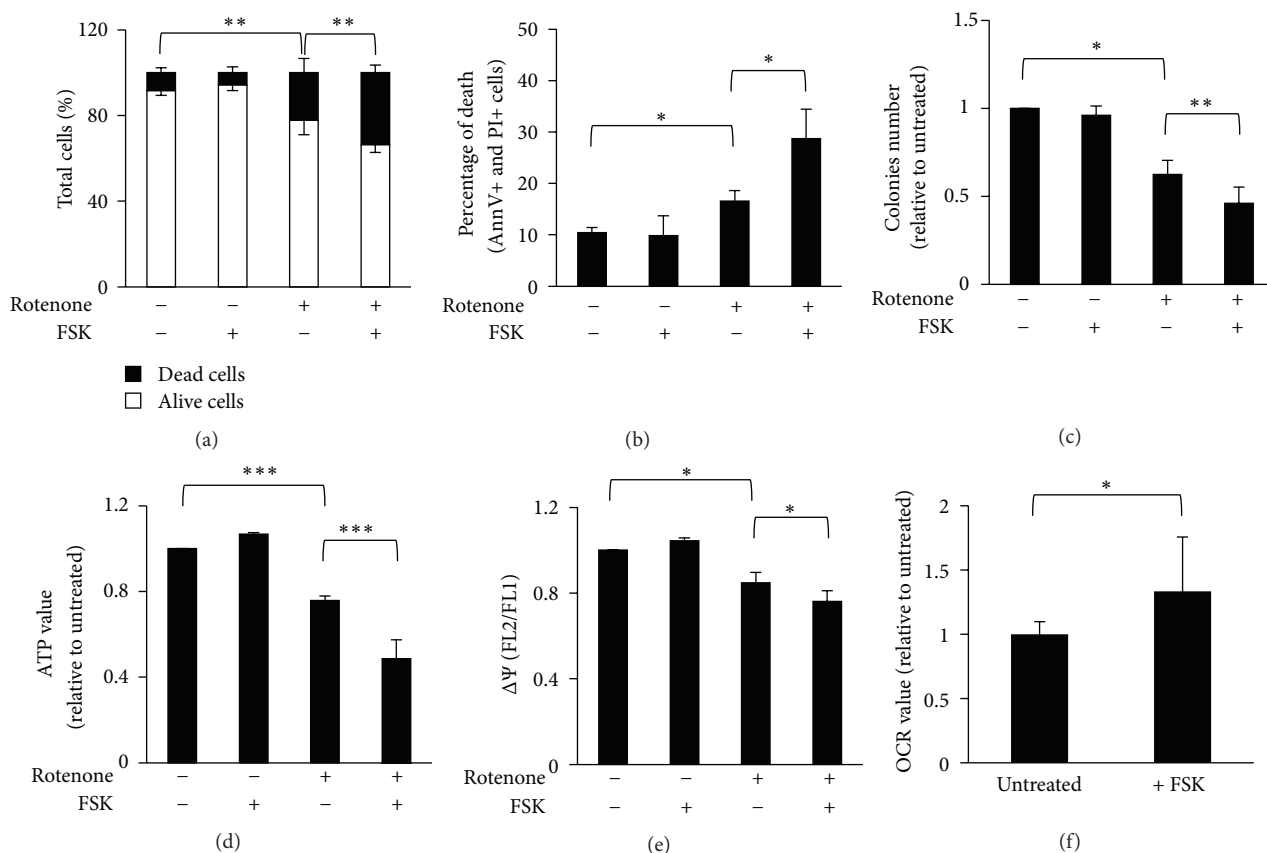 120
80
40
0
Total cells (%)
** **
Rotenone − − + +
FSK − + − +
Dead cells
Alive cells
(a)
50
40
30
20
10
0
Percentage of death
(AnnV+ and PI+ cells)
* *
Rotenone − − + +
FSK − + − +
(b)
1.5
1
0.5
0
Colonies number
(relative to untreated)
* **
Rotenone − − + +
FSK − + − +
(c)
1.2
0.8
0.4
0
ATP value
(relative to untreated)
*** ***
Rotenone − − + +
FSK − + − +
(d)
1.2
0.8
0.4
0
ΔΨ (FL2/FL1)
* *
Rotenone − − + +
FSK − + − +
(e)
2
1.5
1
0.5
0
OCR value (relative to untreated)
*
Untreated + FSK
(f)